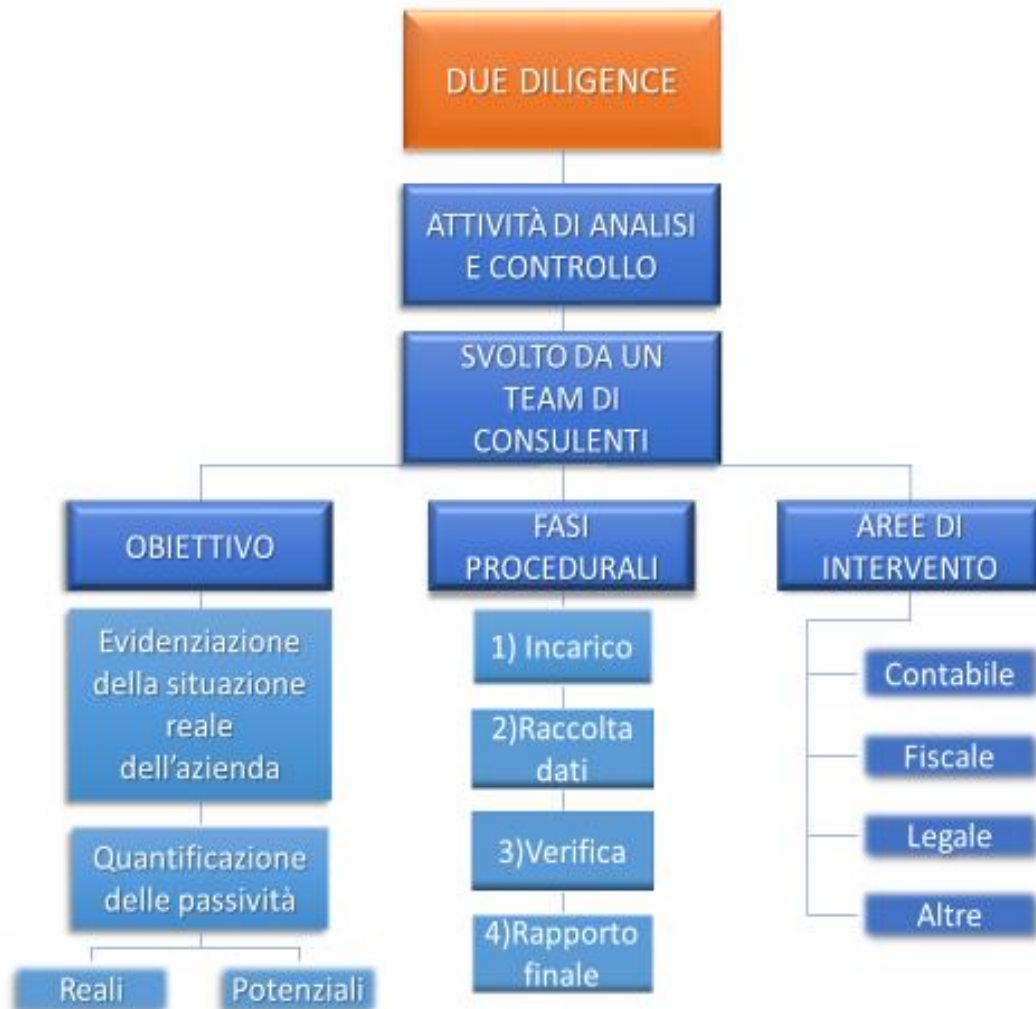 DUE DILIGENCE
ATTIVITÀ DI ANALISI
E CONTROLLO
SVOLTO DA UN
TEAM DI
CONSULENTI
OBIETTIVO
Evidenziazione
della situazione
reale
dell'azienda
Quantificazione
delle passività
Reali
Potenziali
FASI
PROCEDURALI
1) Incarico
2)Raccolta
dati
3)Verifica
4)Rapporto
finale
AREE DI
INTERVENTO
Contabile
Fiscale
Legale
Altre